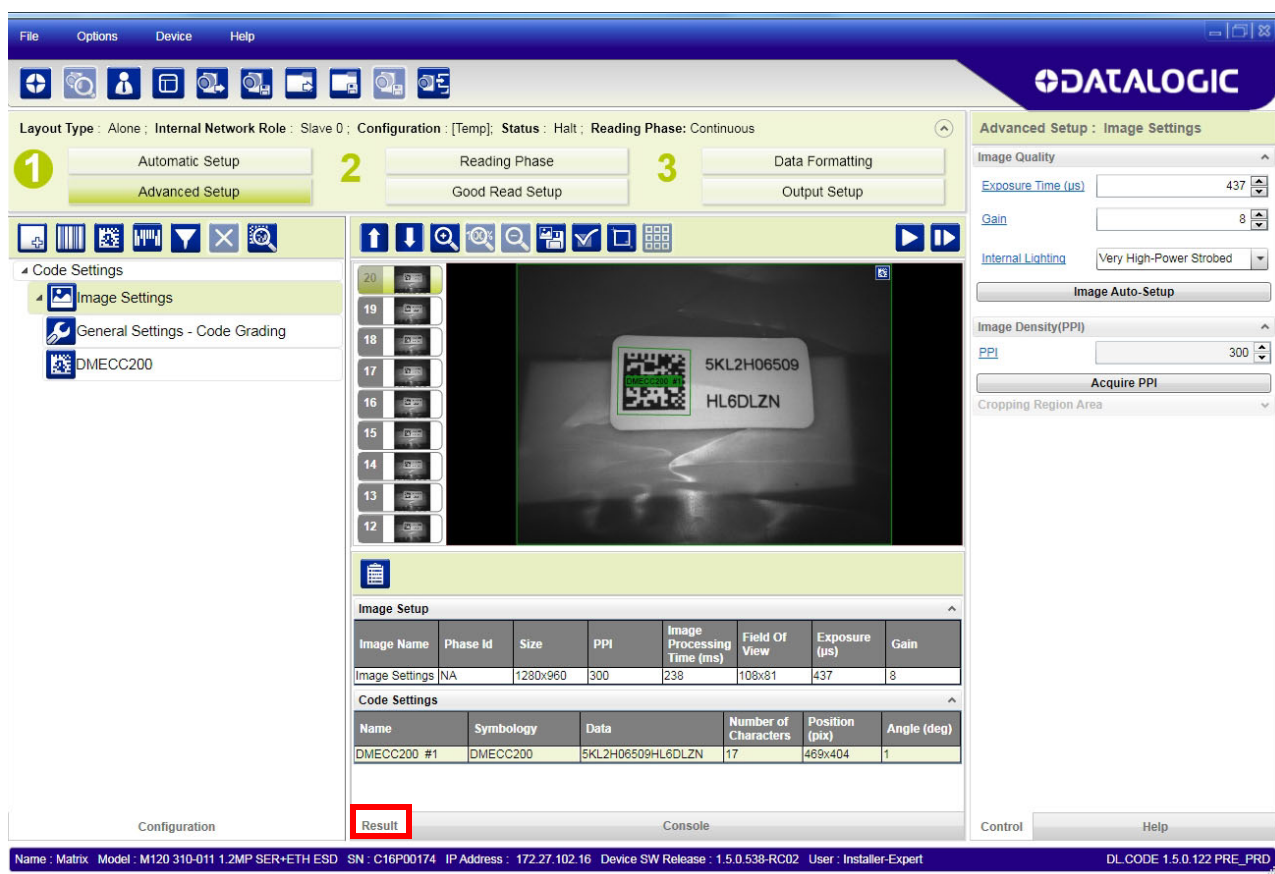 File Options Device Help
DATALOGIC
Layout Type : Alone ; Internal Network Role : Slave 0 ; Configuration : [Temp]; Status : Halt ; Reading Phase: Continuous
1 Automatic Setup 2 Reading Phase 3 Data Formatting
Advanced Setup Good Read Setup Output Setup
Advanced Setup : Image Settings
Image Quality
Exposure Time (µs) 437
Gain 8
Internal Lighting Very High-Power Strobed
Image Auto-Setup
Image Density(PPI)
PPI 300
Acquire PPI
Cropping Region Area
Code Settings
Image Settings
General Settings - Code Grading
DMECC200
100%
20
19
18
17
16
15
14
13
12
DMECC200 #1
5KL2H06509
HL6DLZN
Image Setup
Image Name Phase Id Size PPI Image Processing Time (ms) Field Of View Exposure (µs) Gain
Image Settings NA 1280x960 300 238 108x81 437 8
Code Settings
Name Symbology Data Number of Characters Position (pix) Angle (deg)
DMECC200 #1 DMECC200 5KL2H06509HL6DLZN 17 469x404 1
Configuration Result Console Control Help
Name : Matrix Model : M120 310-011 1.2MP SER+ETH ESD SN : C16P00174 IP Address : 172.27.102.16 Device SW Release : 1.5.0.538-RC02 User : Installer-Expert DL.CODE 1.5.0.122 PRE_PRD